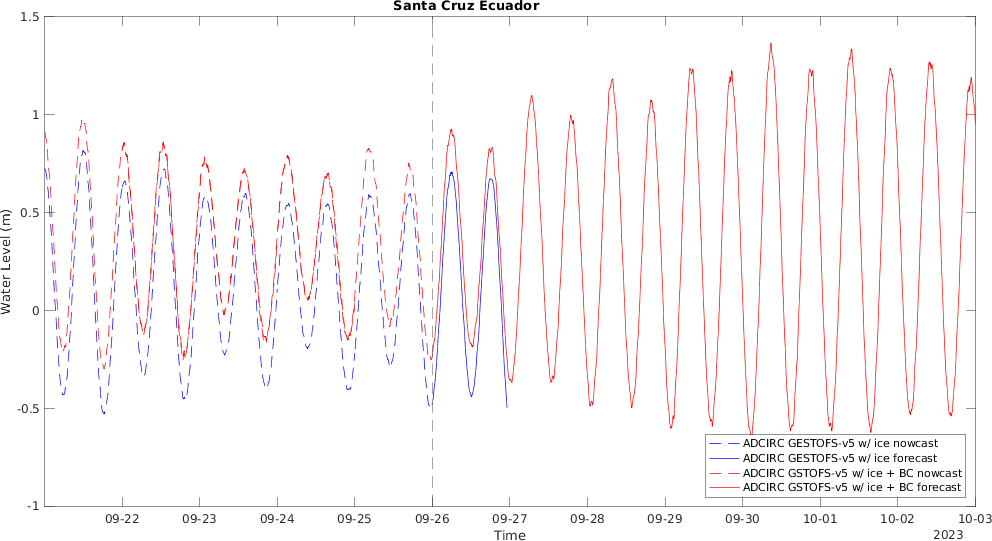 Santa Cruz Ecuador
1.5
1
0.5
0
-0.5
-1
Water Level (m)
09-22 09-23 09-24 09-25 09-26 09-27 09-28 09-29 09-30 10-01 10-02 10-03
Time
2023
ADCIRC GESTOFS-v5 w/ ice nowcast
ADCIRC GESTOFS-v5 w/ ice forecast
ADCIRC GSTOFS-v5 w/ ice + BC nowcast
ADCIRC GSTOFS-v5 w/ ice + BC forecast